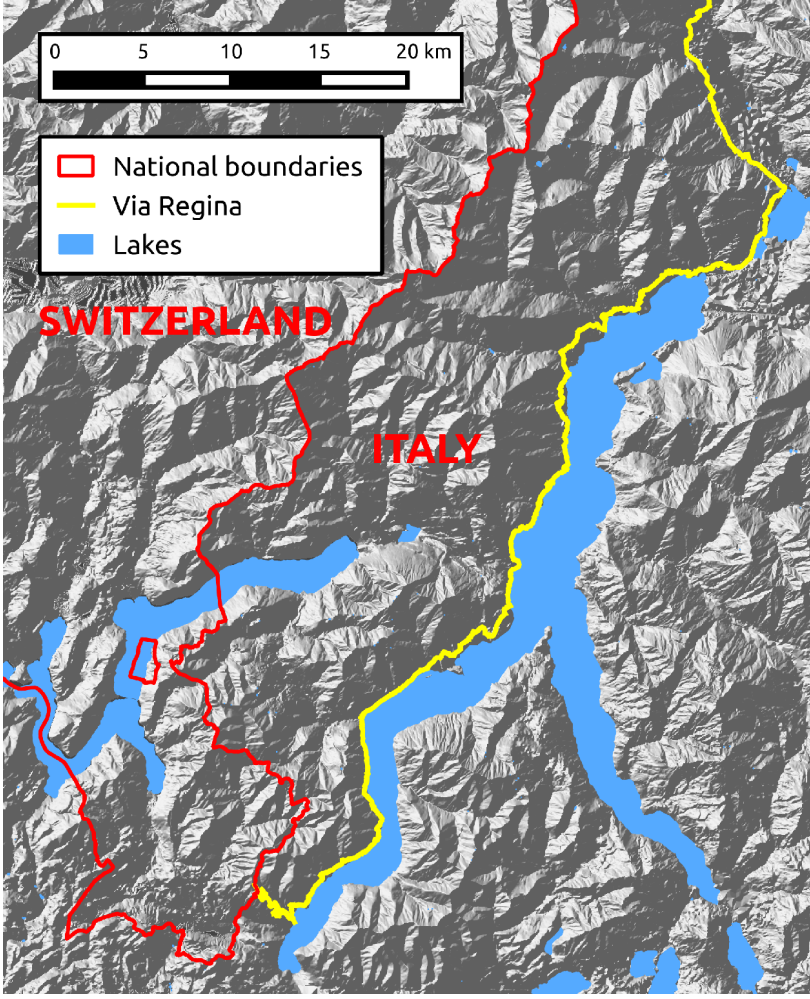 0 5 10 15 20 km
National boundaries
Via Regina
Lakes
SWITZERLAND
ITALY